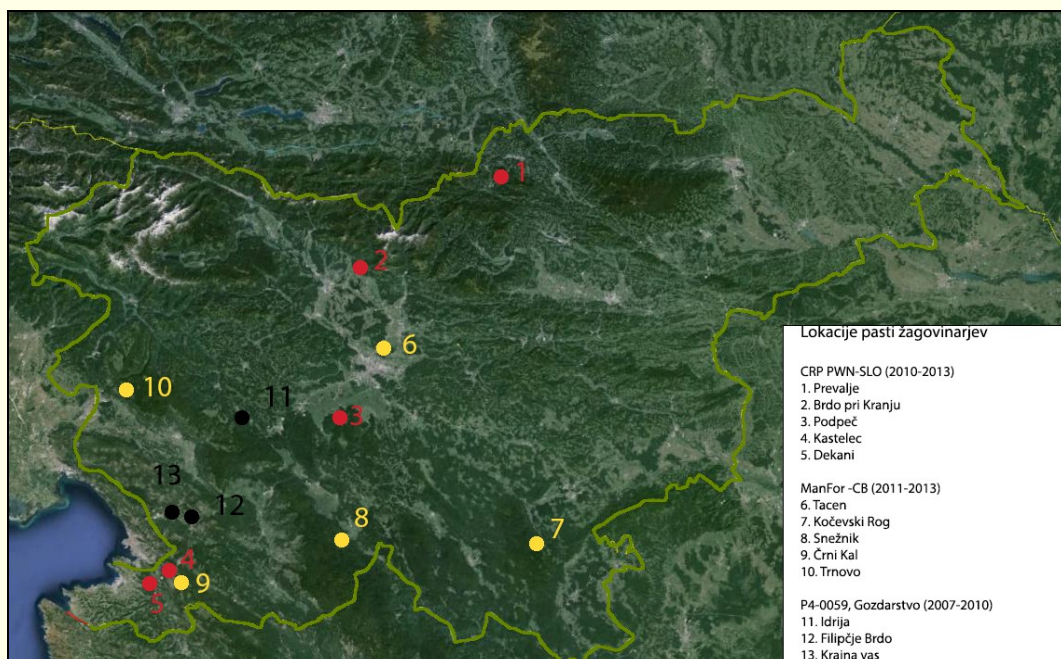 1
2
6
10
11
3
13
12
8
7
4
9
5
Lokacije pasti žagovinarjev
CRP PWN-SLO (2010-2013)
1. Prevalje
2. Brdo pri Kranju
3. Podpeč
4. Kastelec
5. Dekani
ManFor -CB (2011-2013)
6. Tacen
7. Kočevski Rog
8. Snežnik
9. Črni Kal
10. Trnovo
P4-0059, Gozdarstvo (2007-2010)
11. Idrija
12. Filipčje Brdo
13. Krajna vas